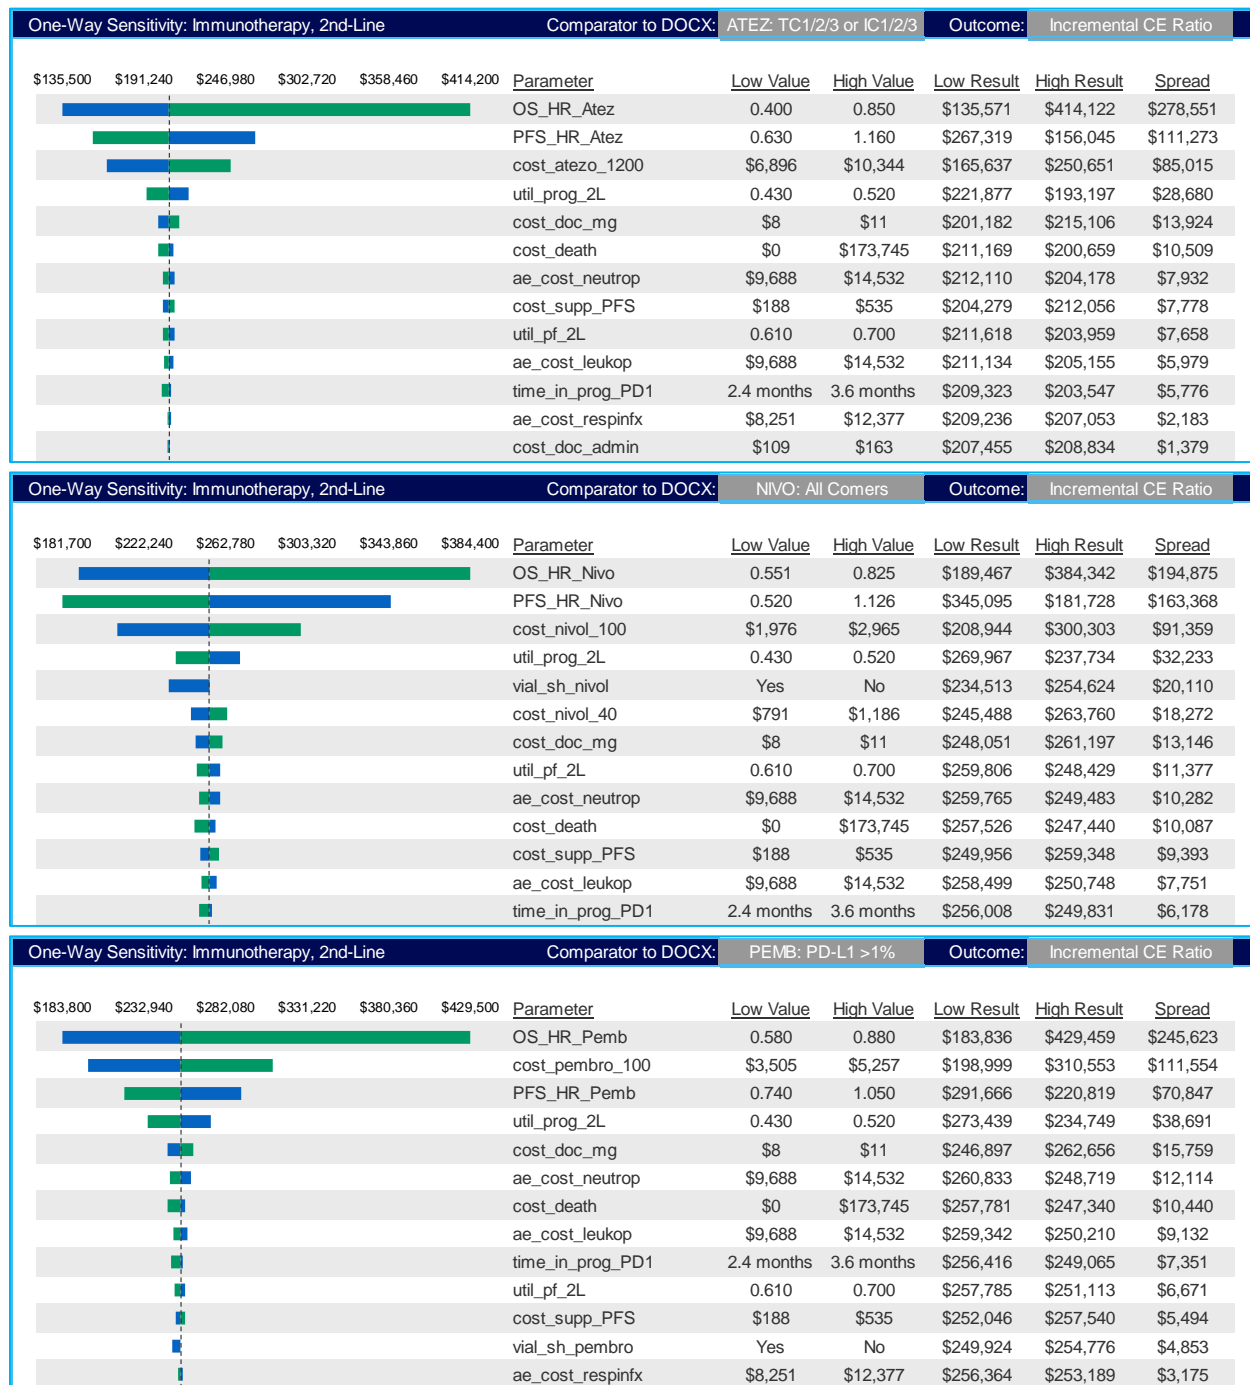 One-Way Sensitivity: Immunotherapy, 2nd-Line Comparator to DOCX: ATEZ: TC1/2/3 or IC1/2/3 Outcome: Incremental CE Ratio
$135,500 $191,240 $246,980 $302,720 $358,460 $414,200 Parameter Low Value High Value Low Result High Result Spread
OS_HR_Atez 0.400 0.850 $135,571 $414,122 $278,551
PFS_HR_Atez 0.630 1.160 $267,319 $156,045 $111,273
cost_atezo_1200 $6,896 $10,344 $165,637 $250,651 $85,015
util_prog_2L 0.430 0.520 $221,877 $193,197 $28,680
cost_doc_mg $8 $11 $201,182 $215,106 $13,924
cost_death $0 $173,745 $211,169 $200,659 $10,509
ae_cost_neutrop $9,688 $14,532 $212,110 $204,178 $7,932
cost_supp_PFS $188 $535 $204,279 $212,056 $7,778
util_pf_2L 0.610 0.700 $211,618 $203,959 $7,658
ae_cost_leukop $9,688 $14,532 $211,134 $205,155 $5,979
time_in_prog_PD1 2.4 months 3.6 months $209,323 $203,547 $5,776
ae_cost_respinfx $8,251 $12,377 $209,236 $207,053 $2,183
cost_doc_admin $109 $163 $207,455 $208,834 $1,379
One-Way Sensitivity: Immunotherapy, 2nd-Line Comparator to DOCX: NIVO: All Comers Outcome: Incremental CE Ratio
$181,700 $222,240 $262,780 $303,320 $343,860 $384,400 Parameter Low Value High Value Low Result High Result Spread
OS_HR_Nivo 0.551 0.825 $189,467 $384,342 $194,875
PFS_HR_Nivo 0.520 1.126 $345,095 $181,728 $163,368
cost_nivol_100 $1,976 $2,965 $208,944 $300,303 $91,359
util_prog_2L 0.430 0.520 $269,967 $237,734 $32,233
vial_sh_nivol Yes No $234,513 $254,624 $20,110
cost_nivol_40 $791 $1,186 $245,488 $263,760 $18,272
cost_doc_mg $8 $11 $248,051 $261,197 $13,146
util_pf_2L 0.610 0.700 $259,806 $248,429 $11,377
ae_cost_neutrop $9,688 $14,532 $259,765 $249,483 $10,282
cost_death $0 $173,745 $257,526 $247,440 $10,087
cost_supp_PFS $188 $535 $249,956 $259,348 $9,393
ae_cost_leukop $9,688 $14,532 $258,499 $250,748 $7,751
time_in_prog_PD1 2.4 months 3.6 months $256,008 $249,831 $6,178
One-Way Sensitivity: Immunotherapy, 2nd-Line Comparator to DOCX: PEMB: PD-L1 >1% Outcome: Incremental CE Ratio
$183,800 $232,940 $282,080 $331,220 $380,360 $429,500 Parameter Low Value High Value Low Result High Result Spread
OS_HR_Pemb 0.580 0.880 $183,836 $429,459 $245,623
cost_pembro_100 $3,505 $5,257 $198,999 $310,553 $111,554
PFS_HR_Pemb 0.740 1.050 $291,666 $220,819 $70,847
util_prog_2L 0.430 0.520 $273,439 $234,749 $38,691
cost_doc_mg $8 $11 $246,897 $262,656 $15,759
ae_cost_neutrop $9,688 $14,532 $260,833 $248,719 $12,114
cost_death $0 $173,745 $257,781 $247,340 $10,440
ae_cost_leukop $9,688 $14,532 $259,342 $250,210 $9,132
time_in_prog_PD1 2.4 months 3.6 months $256,416 $249,065 $7,351
util_pf_2L 0.610 0.700 $257,785 $251,113 $6,671
cost_supp_PFS $188 $535 $252,046 $257,540 $5,494
vial_sh_pembro Yes No $249,924 $254,776 $4,853
ae_cost_respinfx $8,251 $12,377 $256,364 $253,189 $3,175